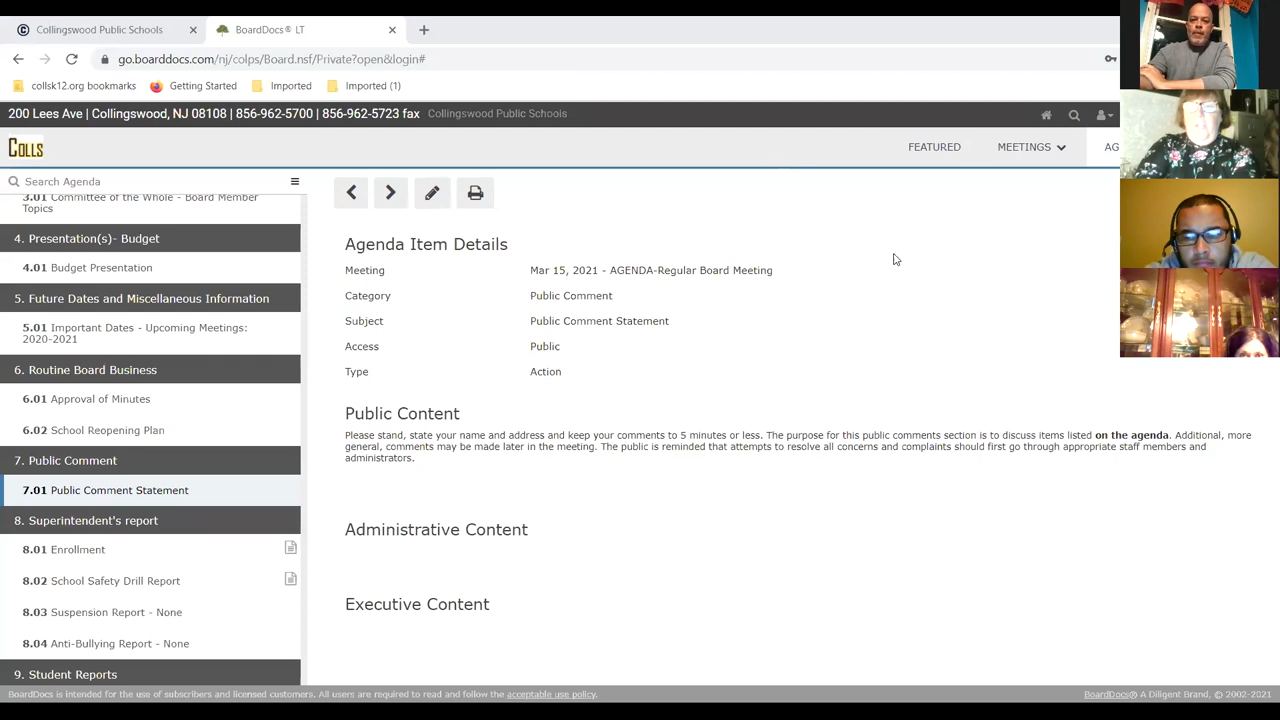 Collingswood Public Schools
BoardDocs® LT
go.boarddocs.com/nj/colps/Board.nsf/Private?open&login#
collsk12.org bookmarks
Getting Started
Imported
Imported (1)
200 Lees Ave | Collingswood, NJ 08108 | 856-962-5700 | 856-962-5723 fax
Collingswood Public Schools
COLLS
FEATURED
MEETINGS
AG
Search Agenda
3.01 Committee of the Whole - Board Member
Topics
4. Presentation(s)- Budget
4.01 Budget Presentation
5. Future Dates and Miscellaneous Information
5.01 Important Dates - Upcoming Meetings:
2020-2021
6. Routine Board Business
6.01 Approval of Minutes
6.02 School Reopening Plan
7. Public Comment
7.01 Public Comment Statement
8. Superintendent's report
8.01 Enrollment
8.02 School Safety Drill Report
8.03 Suspension Report - None
8.04 Anti-Bullying Report - None
9. Student Reports
Agenda Item Details
Meeting Mar 15, 2021 - AGENDA-Regular Board Meeting
Category Public Comment
Subject Public Comment Statement
Access Public
Type Action
Public Content
Please stand, state your name and address and keep your comments to 5 minutes or less. The purpose for this public comments section is to discuss items listed on the agenda. Additional, more
general, comments may be made later in the meeting. The public is reminded that attempts to resolve all concerns and complaints should first go through appropriate staff members and
administrators.
Administrative Content
Executive Content
BoardDocs is intended for the use of subscribers and licensed customers. All users are required to read and follow the acceptable use policy.
BoardDocs® A Diligent Brand, © 2002-2021